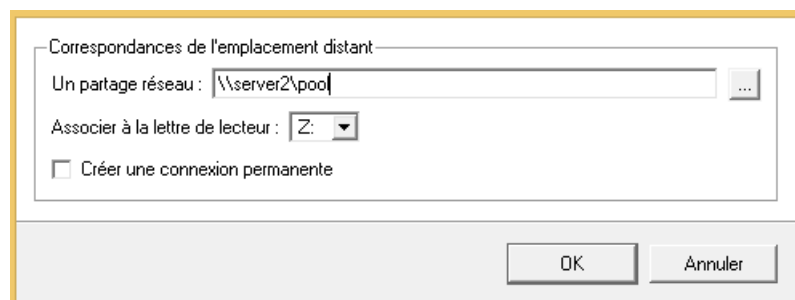 Correspondances de l'emplacement distant
Un partage réseau : \\server2\pool ...
Associer à la lettre de lecteur : Z:
Créer une connexion permanente
OK Annuler